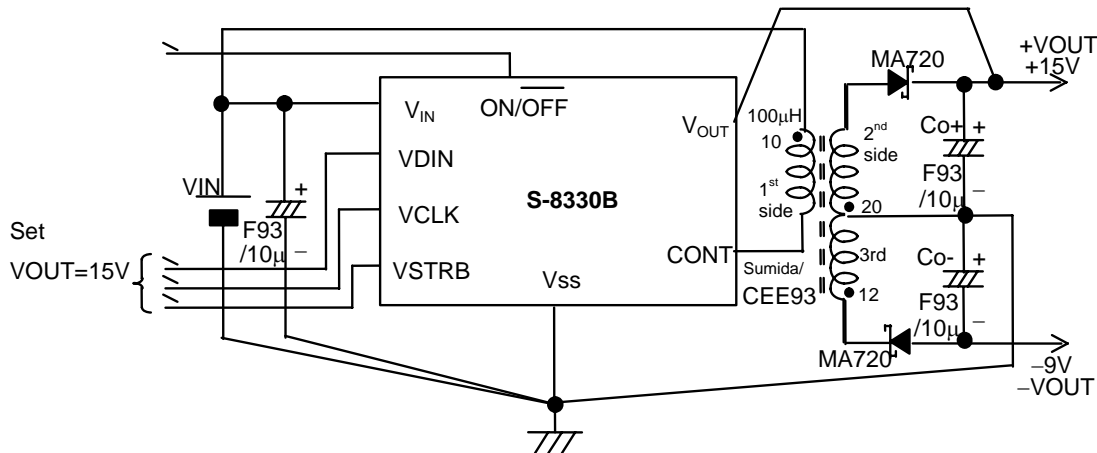 +VOUT
+15V
MA720
VIN
ON/OFF
VOUT
100μH
10
2nd
side
Co+
+
VDIN
S-8330B
1st
side
F93
/10μ
−
VIN
+
VCLK
20
F93
/10μ
−
Set
VOUT=15V
VSTRB
Vss
CONT
Sumida/
CEE93
3rd
12
Co-
+
F93
/10μ
−
MA720
−9V
−VOUT